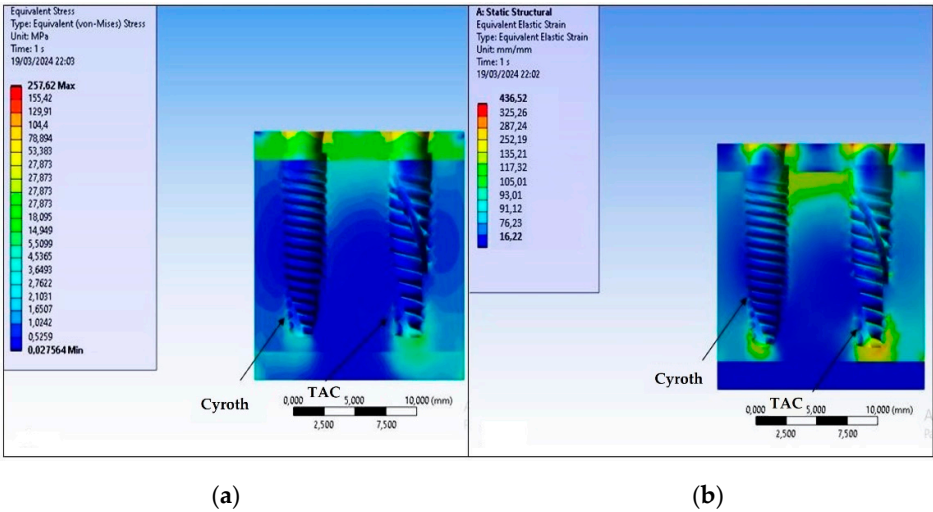 Equivalent Stress
Type: Equivalent (von-Mises) Stress
Unit: MPa
Time: 1 s
19/03/2024 22:03
257,62 Max
155,42
129,91
104,4
78,894
53,383
27,873
27,873
27,873
27,873
18,095
14,949
5,5099
4,5365
3,6493
2,7622
2,1031
1,6507
1,0242
0,5259
0,027564 Min
Cyroth
TAC
0,000 5,000 10,000 (mm)
2,500 7,500
A: Static Structural
Equivalent Elastic Strain
Type: Equivalent Elastic Strain
Unit: mm/mm
Time: 1 s
19/03/2024 22:02
436,52
325,26
287,24
252,19
135,21
117,32
105,01
93,01
91,12
76,23
16,22
Cyroth
TAC
0,000 5,000 10,000 (mm)
2,500 7,500
(a) (b)